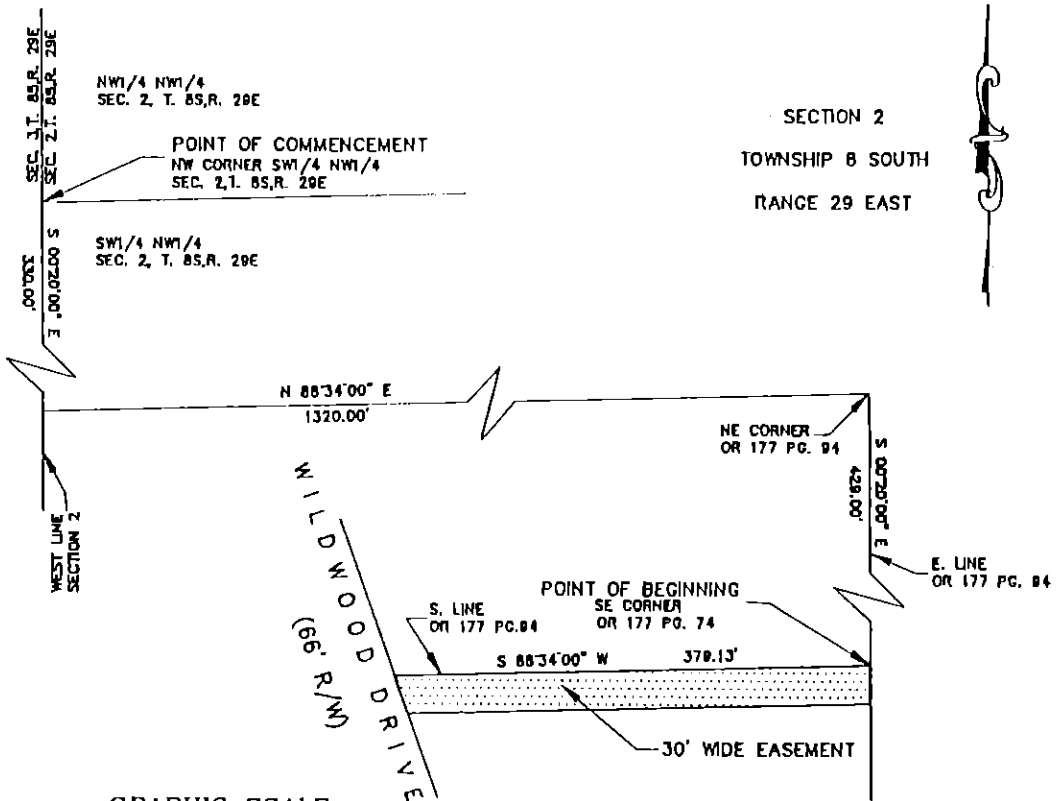 SEC. 3,T. 8S,R. 29E
SEC. 2,T. 8S,R. 29E
NW1/4 NW1/4
SEC. 2, T. 8S,R. 29E
POINT OF COMMENCEMENT
NW CORNER SW1/4 NW1/4
SEC. 2,T. 8S,R. 29E
SW1/4 NW1/4
SEC. 2, T. 8S,R. 29E
S 00°20'00" E
330.00'
SECTION 2
TOWNSHIP 8 SOUTH
RANGE 29 EAST
N 88°34'00" E
1320.00'
NE CORNER
OR 177 PG. 94
S 00°20'00" E
429.00'
WEST LINE
SECTION 2
WILDWOOD DRIVE
(66' R/W)
E. LINE
OR 177 PG. 94
POINT OF BEGINNING
SE CORNER
OR 177 PG. 74
S. LINE
OR 177 PG.94
S 88°34'00" W 379.13'
30' WIDE EASEMENT
GRAPHIC SCALE